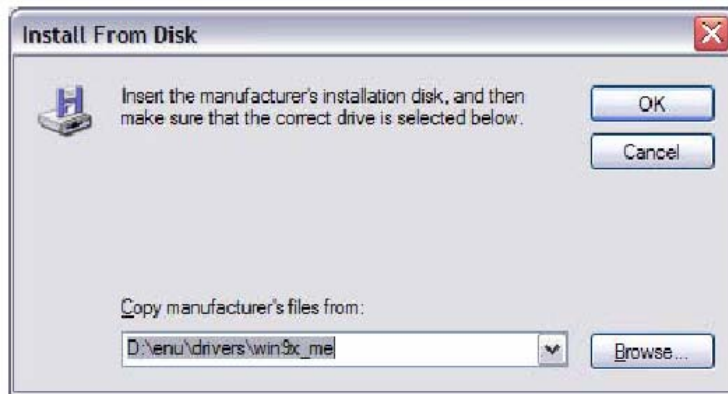 Install From Disk
Insert the manufacturer's installation disk, and then
make sure that the correct drive is selected below.
OK
Cancel
Copy manufacturer's files from:
D:\enu\drivers\win9x_me
Browse...